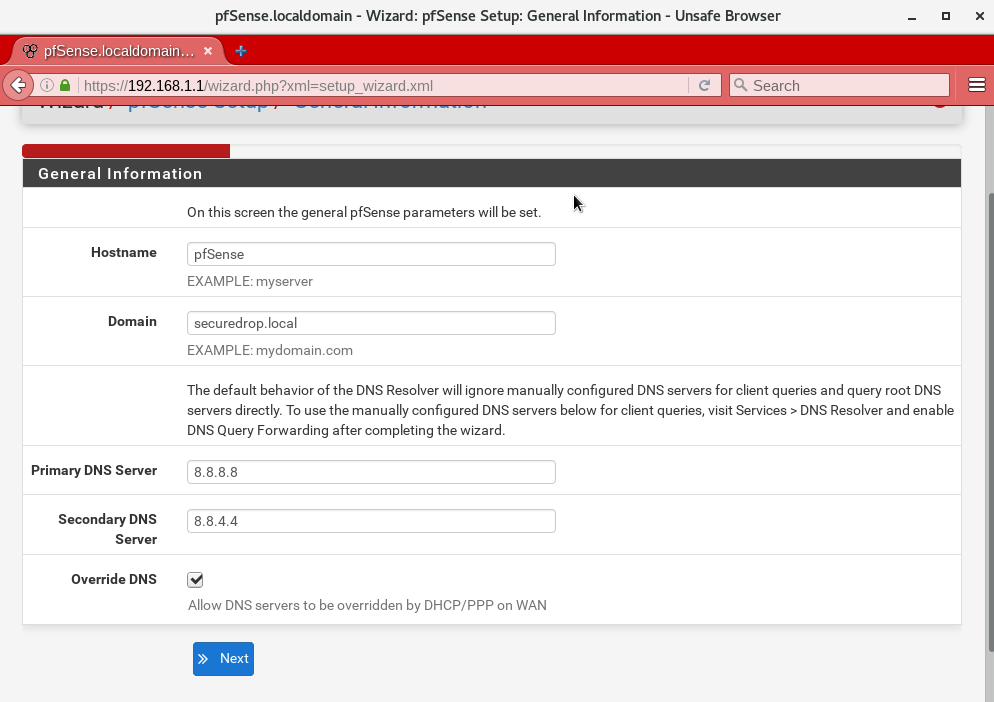 pfSense.localdomain - Wizard: pfSense Setup: General Information - Unsafe Browser
pfSense.localdomain...
https://192.168.1.1/wizard.php?xml=setup_wizard.xml
Search
Wizard / pfSense Setup / General Information
General Information
On this screen the general pfSense parameters will be set.
Hostname
pfSense
EXAMPLE: myserver
Domain
securedrop.local
EXAMPLE: mydomain.com
The default behavior of the DNS Resolver will ignore manually configured DNS servers for client queries and query root DNS
servers directly. To use the manually configured DNS servers below for client queries, visit Services > DNS Resolver and enable
DNS Query Forwarding after completing the wizard.
Primary DNS Server
8.8.8.8
Secondary DNS
Server
8.8.4.4
Override DNS
Allow DNS servers to be overridden by DHCP/PPP on WAN
Next